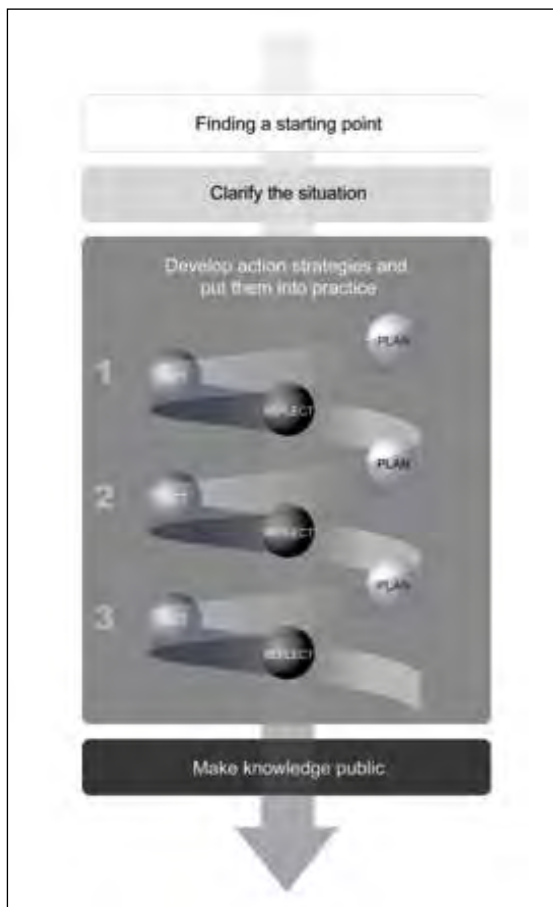 Finding a starting point
Clarify the situation
Develop action strategies and
put them into practice
PLAN
1
REFLECT
PLAN
2
REFLECT
PLAN
3
REFLECT
Make knowledge public